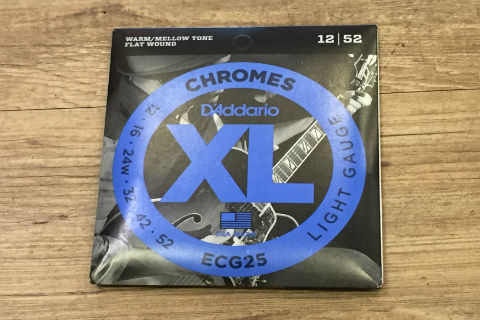 WARM/MELLOW TONE
FLAT WOUND
12|52
CHROMES
D'Addario
XL
12 · 16 · 24W · 32 · 42 · 52
LIGHT GAUGE
ECG25